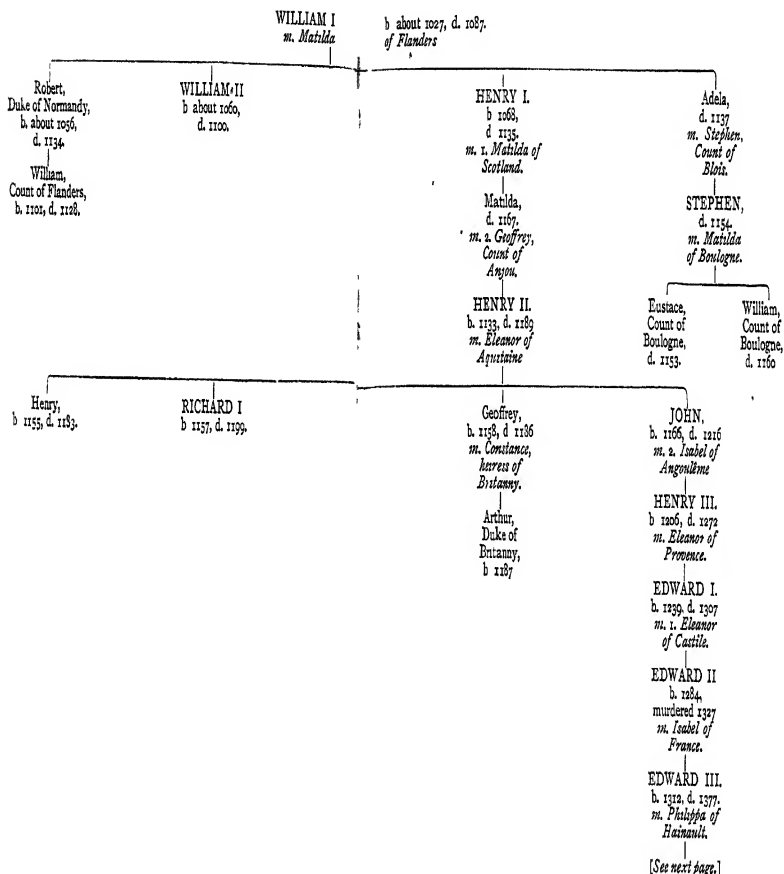 WILLIAM I
m. Matilda
b about 1027, d. 1087.
of Flanders
Robert,
Duke of Normandy,
b. about 1056,
d. 1134.
William,
Count of Flanders,
b. 1101, d. 1128.
WILLIAM II
b about 1060,
d. 1100.
HENRY I.
b 1068,
d 1135.
m. 1. Matilda of
Scotland.
Matilda,
d. 1167.
m. 2. Geoffrey,
Count of
Anjou.
HENRY II.
b. 1133, d. 1189
m. Eleanor of
Aquitaine
Adela,
d. 1137
m. Stephen,
Count of
Blois.
STEPHEN,
d. 1154.
m. Matilda
of Boulogne.
Eustace,
Count of
Boulogne,
d. 1153.
William,
Count of
Boulogne,
d. 1160
Henry,
b 1155, d. 1183.
RICHARD I
b 1157, d. 1199.
Geoffrey,
b. 1158, d 1186
m. Constance,
heiress of
Britanny.
Arthur,
Duke of
Britanny,
b 1187
JOHN,
b. 1166, d. 1216
m. 2. Isabel of
Angoulême
HENRY III.
b 1206, d. 1272
m. Eleanor of
Provence.
EDWARD I.
b. 1239, d. 1307
m. 1. Eleanor
of Castile.
EDWARD II
b. 1284,
murdered 1327
m. Isabel of
France.
EDWARD III.
b. 1312, d. 1377.
m. Philippa of
Hainault.
[See next page.]